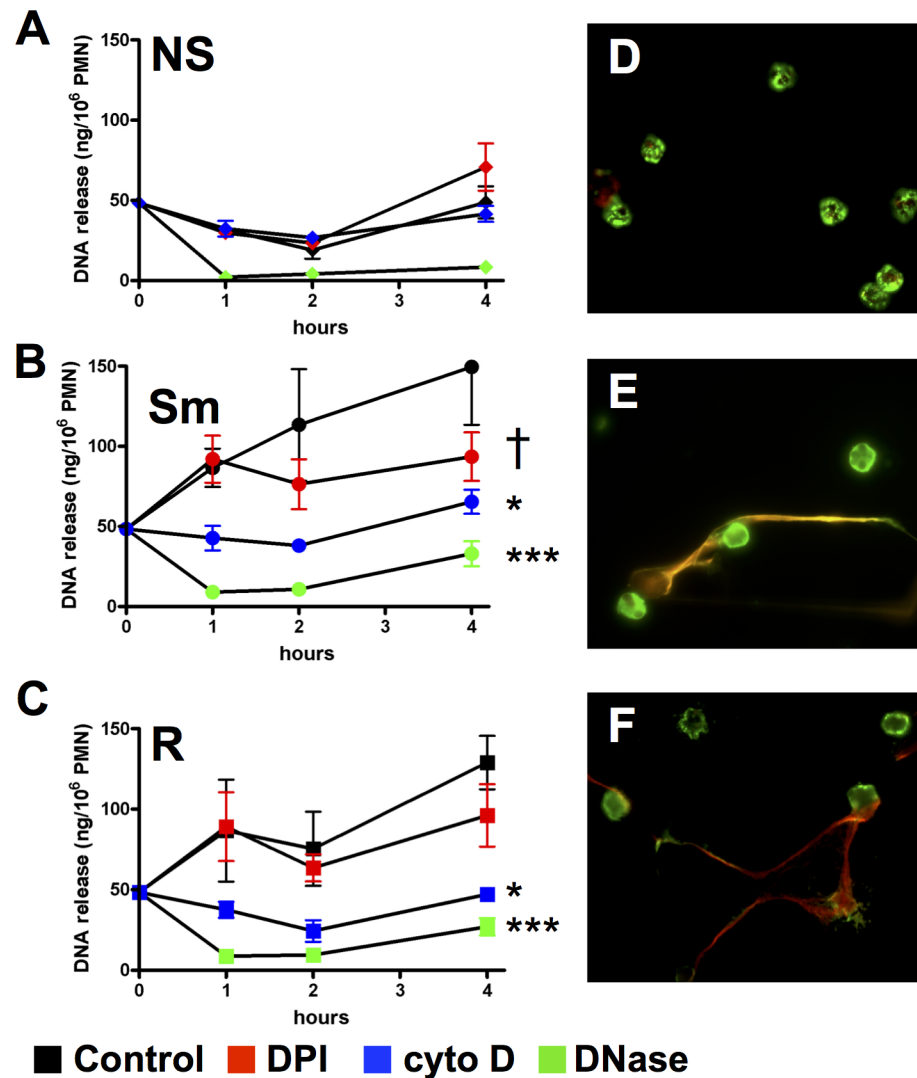 A
NS
DNA release (ng/10⁶ PMN)
150
100
50
0
0 1 2 3 4
hours
D
B
Sm
DNA release (ng/10⁶ PMN)
150
100
50
0
0 1 2 3 4
hours
†
*
***
E
C
R
DNA release (ng/10⁶ PMN)
150
100
50
0
0 1 2 3 4
hours
*
***
F
Control DPI cyto D DNase